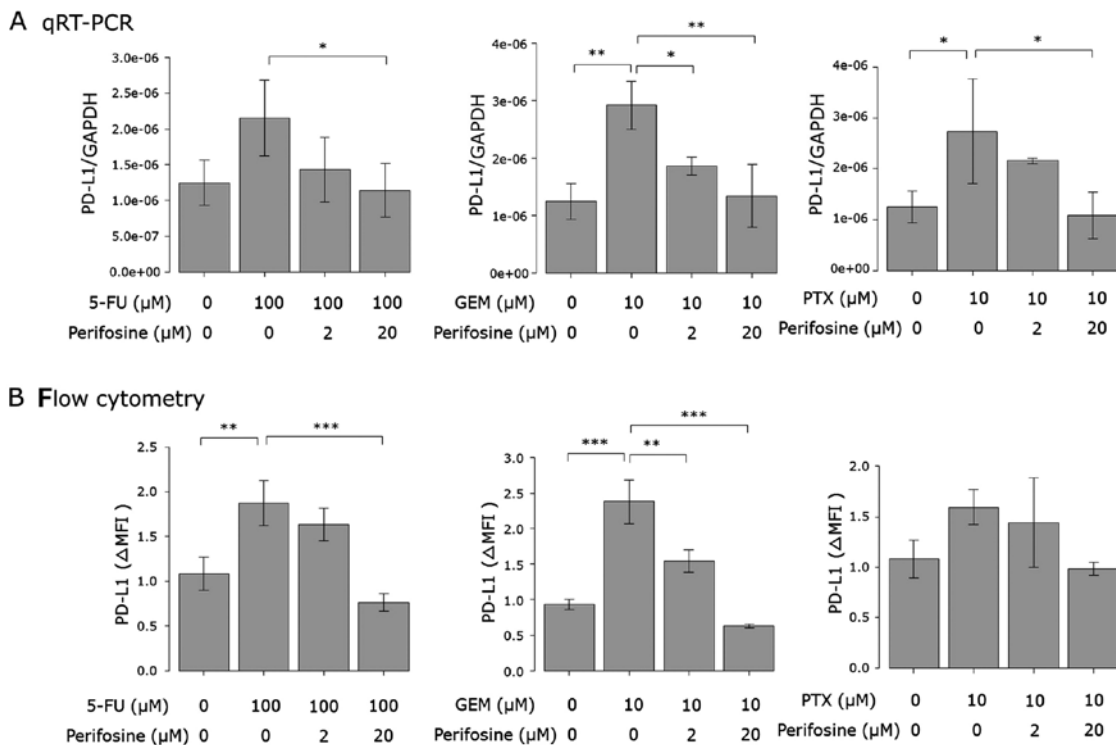 A qRT-PCR
* ** ** * * *
3.0e-06
2.5e-06
2.0e-06
1.5e-06
1.0e-06
5.0e-07
0.0e+00
PD-L1/GAPDH
4e-06
3e-06
2e-06
1e-06
0e+00
PD-L1/GAPDH
4e-06
3e-06
2e-06
1e-06
0e+00
PD-L1/GAPDH
5-FU (μM) 0 100 100 100 GEM (μM) 0 10 10 10 PTX (μM) 0 10 10 10
Perifosine (μM) 0 0 2 20 Perifosine (μM) 0 0 2 20 Perifosine (μM) 0 0 2 20
B Flow cytometry
** *** *** ** ***
2.5
2.0
1.5
1.0
0.5
0.0
PD-L1 (△MFI )
3.0
2.5
2.0
1.5
1.0
0.5
0.0
PD-L1 (△MFI )
2.0
1.5
1.0
0.5
0.0
PD-L1 (△MFI )
5-FU (μM) 0 100 100 100 GEM (μM) 0 10 10 10 PTX (μM) 0 10 10 10
Perifosine (μM) 0 0 2 20 Perifosine (μM) 0 0 2 20 Perifosine (μM) 0 0 2 20